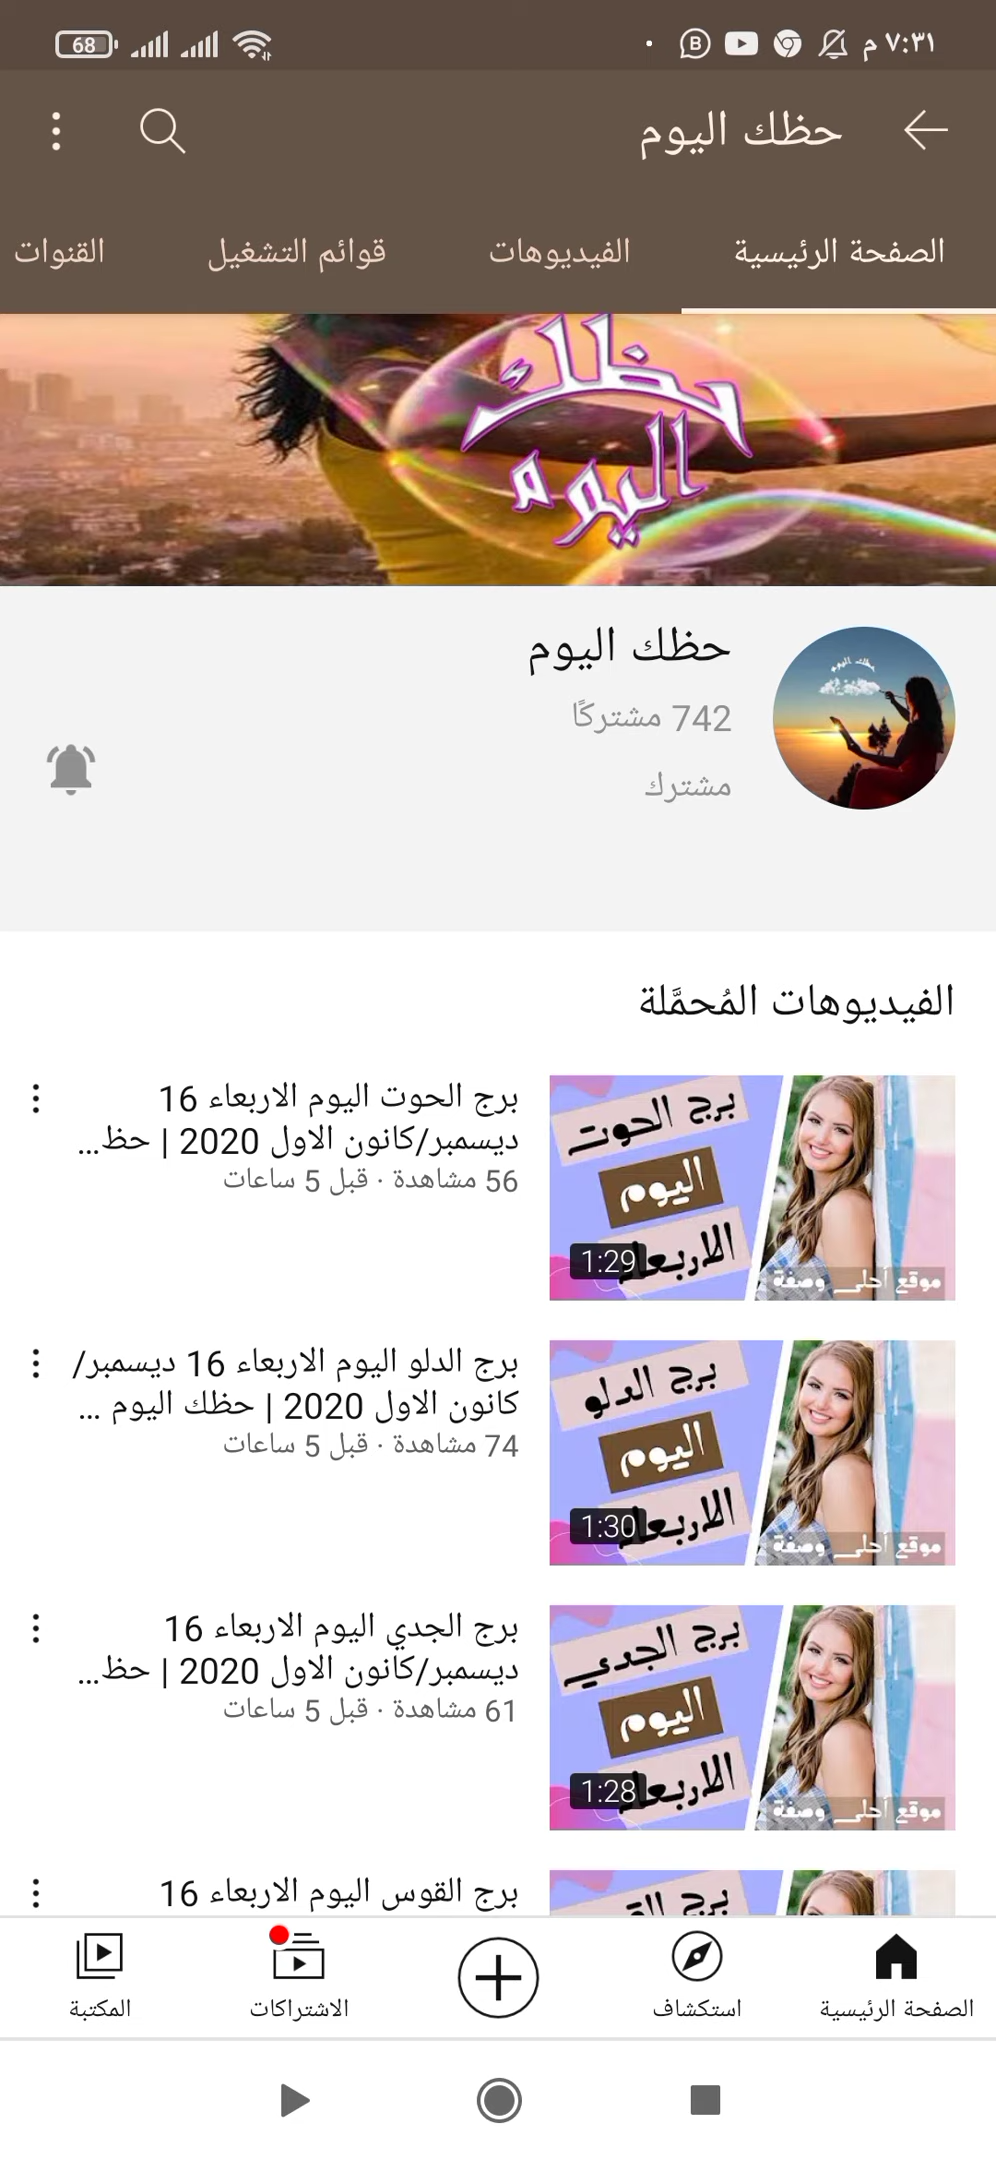 68
٧:٣١ م
حظك اليوم
الصفحة الرئيسية
الفيديوهات
قوائم التشغيل
القنوات
حظك
اليوم
حظك اليوم
حظك اليوم
742 مشتركًا
مشترك
الفيديوهات المُحمَّلة
برج الحوت
اليوم
الاربعاء
1:29
موقع أحلى وصفة
برج الحوت اليوم الاربعاء 16
ديسمبر/كانون الاول 2020 | حظ...
56 مشاهدة · قبل 5 ساعات
برج الدلو
اليوم
الاربعاء
1:30
موقع أحلى وصفة
برج الدلو اليوم الاربعاء 16 ديسمبر/
كانون الاول 2020 | حظك اليوم ...
74 مشاهدة · قبل 5 ساعات
برج الجدي
اليوم
الاربعاء
1:28
موقع أحلى وصفة
برج الجدي اليوم الاربعاء 16
ديسمبر/كانون الاول 2020 | حظ...
61 مشاهدة · قبل 5 ساعات
برج
برج القوس اليوم الاربعاء 16
الصفحة الرئيسية
استكشاف
الاشتراكات
المكتبة